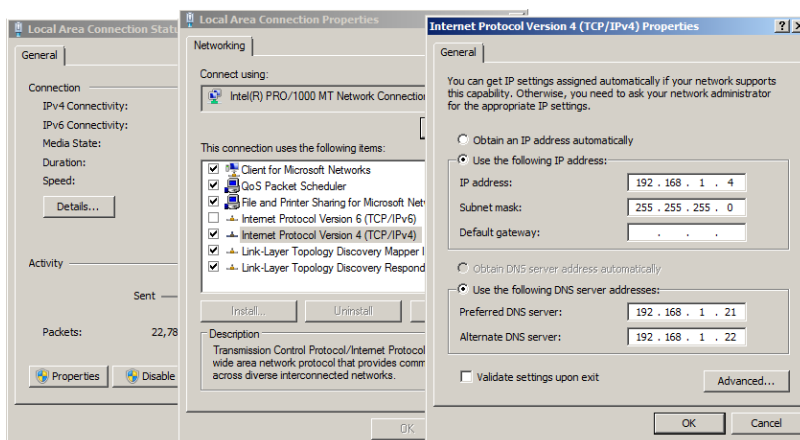 Local Area Connection Statu
General
Connection
IPv4 Connectivity:
IPv6 Connectivity:
Media State:
Duration:
Speed:
Details...
Activity
Sent
Packets: 22,78
Properties Disable
Local Area Connection Properties
Networking
Connect using:
Intel(R) PRO/1000 MT Network Connection
This connection uses the following items:
Client for Microsoft Networks
QoS Packet Scheduler
File and Printer Sharing for Microsoft Net
Internet Protocol Version 6 (TCP/IPv6)
Internet Protocol Version 4 (TCP/IPv4)
Link-Layer Topology Discovery Mapper I
Link-Layer Topology Discovery Respond
Install... Uninstall
Description
Transmission Control Protocol/Internet Protocol
wide area network protocol that provides comm
across diverse interconnected networks.
OK
Internet Protocol Version 4 (TCP/IPv4) Properties
General
You can get IP settings assigned automatically if your network supports
this capability. Otherwise, you need to ask your network administrator
for the appropriate IP settings.
Obtain an IP address automatically
Use the following IP address:
IP address: 192 . 168 . 1 . 4
Subnet mask: 255 . 255 . 255 . 0
Default gateway: . . .
Obtain DNS server address automatically
Use the following DNS server addresses:
Preferred DNS server: 192 . 168 . 1 . 21
Alternate DNS server: 192 . 168 . 1 . 22
Validate settings upon exit
Advanced...
OK Cancel